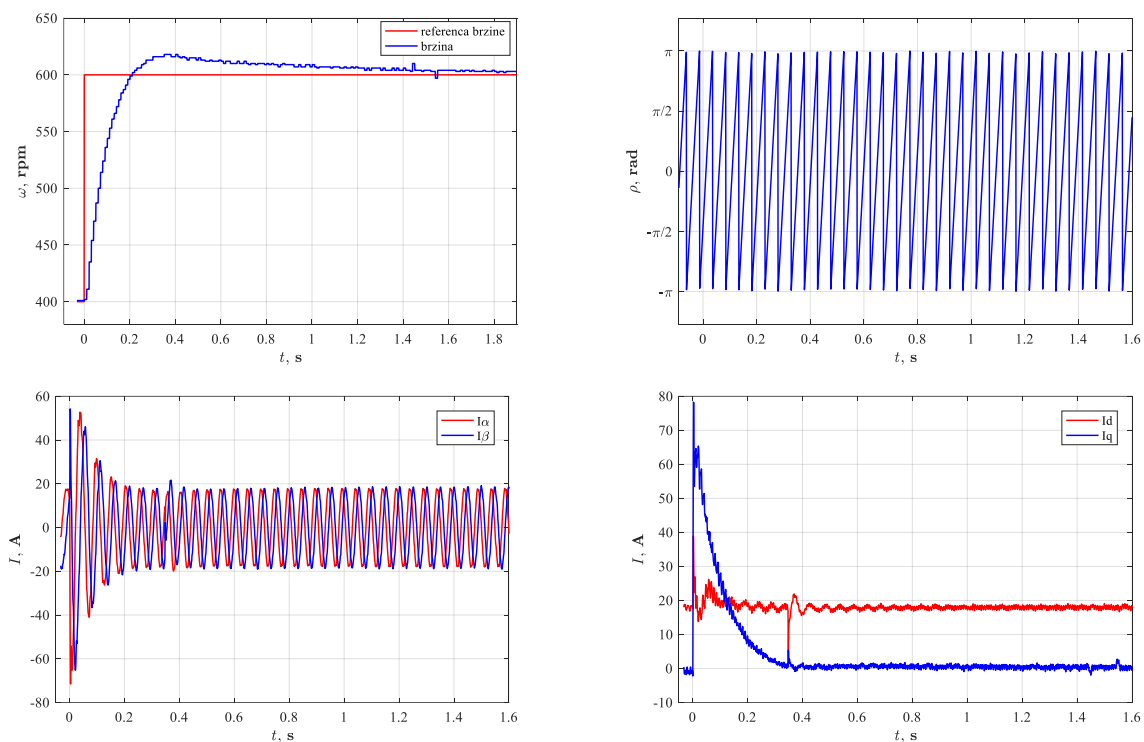 650
600
550
500
450
400
ω, rpm
0 0.2 0.4 0.6 0.8 1 1.2 1.4 1.6 1.8
t, s
referenca brzine
brzina
π
π/2
0
-π/2
-π
ρ, rad
0 0.2 0.4 0.6 0.8 1 1.2 1.4 1.6
t, s
60
40
20
0
-20
-40
-60
-80
I, A
0 0.2 0.4 0.6 0.8 1 1.2 1.4 1.6
t, s
Iα
Iβ
80
70
60
50
40
30
20
10
0
-10
I, A
0 0.2 0.4 0.6 0.8 1 1.2 1.4 1.6
t, s
Id
Iq